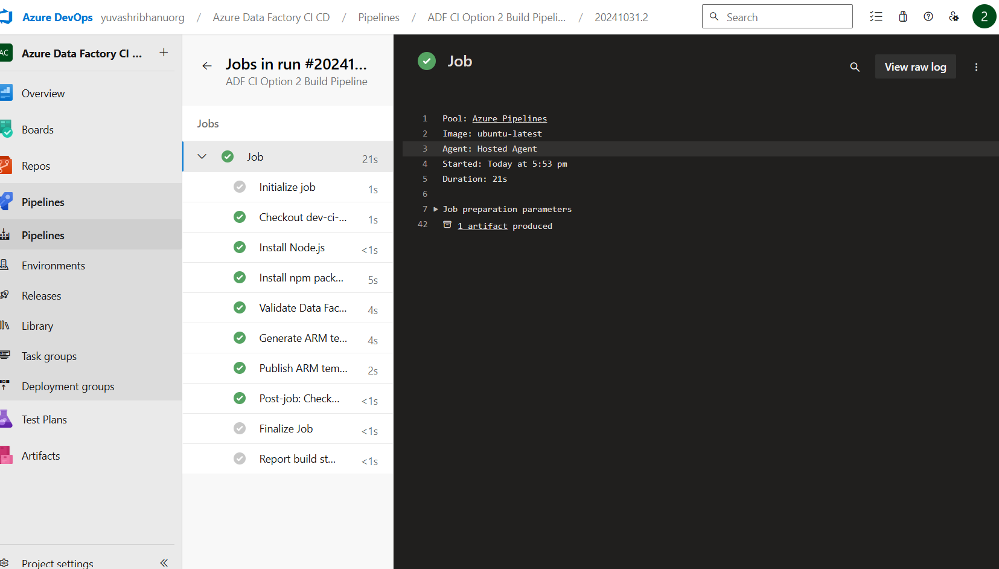 Azure DevOps yuvashribhanuorg / Azure Data Factory CI CD / Pipelines / ADF CI Option 2 Build Pipeli... / 20241031.2
Search
2
AC Azure Data Factory CI ... +
Overview
Boards
Repos
Pipelines
Pipelines
Environments
Releases
Library
Task groups
Deployment groups
Test Plans
Artifacts
Project settings
Jobs in run #20241...
ADF CI Option 2 Build Pipeline
Jobs
Job 21s
Initialize job 1s
Checkout dev-ci-... 1s
Install Node.js <1s
Install npm pack... 5s
Validate Data Fac... 4s
Generate ARM te... 4s
Publish ARM tem... 2s
Post-job: Check... <1s
Finalize Job <1s
Report build st... <1s
Job
View raw log
1 Pool: Azure Pipelines
2 Image: ubuntu-latest
3 Agent: Hosted Agent
4 Started: Today at 5:53 pm
5 Duration: 21s
6
7 Job preparation parameters
42 1 artifact produced